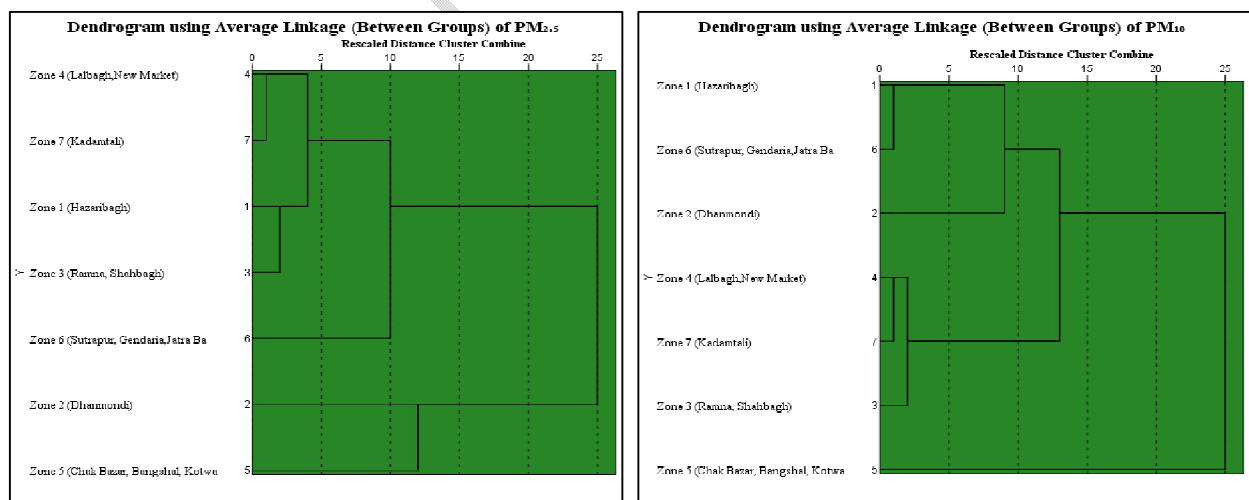 Dendrogram using Average Linkage (Between Groups) of PM₂.₅
Rescaled Distance Cluster Combine
0 5 10 15 20 25
Zone 4 (Lalbagh,New Market) 4
Zone 7 (Kadamtali) 7
Zone 1 (Hazaribagh) 1
Y
Zone 3 (Ramna, Shahbagh) 3
Zone 6 (Sutrapur, Gendaria,Jatra Ba 6
Zone 2 (Dhanmondi) 2
Zone 5 (Chak Bazar, Bangshal, Kotwa 5
Dendrogram using Average Linkage (Between Groups) of PM₁₀
Rescaled Distance Cluster Combine
0 5 10 15 20 25
Zone 1 (Hazaribagh) 1
Zone 6 (Sutrapur, Gendaria,Jatra Ba 6
Zone 2 (Dhanmondi) 2
Y
Zone 4 (Lalbagh,New Market) 4
Zone 7 (Kadamtali) 7
Zone 3 (Ramna, Shahbagh) 3
Zone 5 (Chak Bazar, Bangshal, Kotwa 5